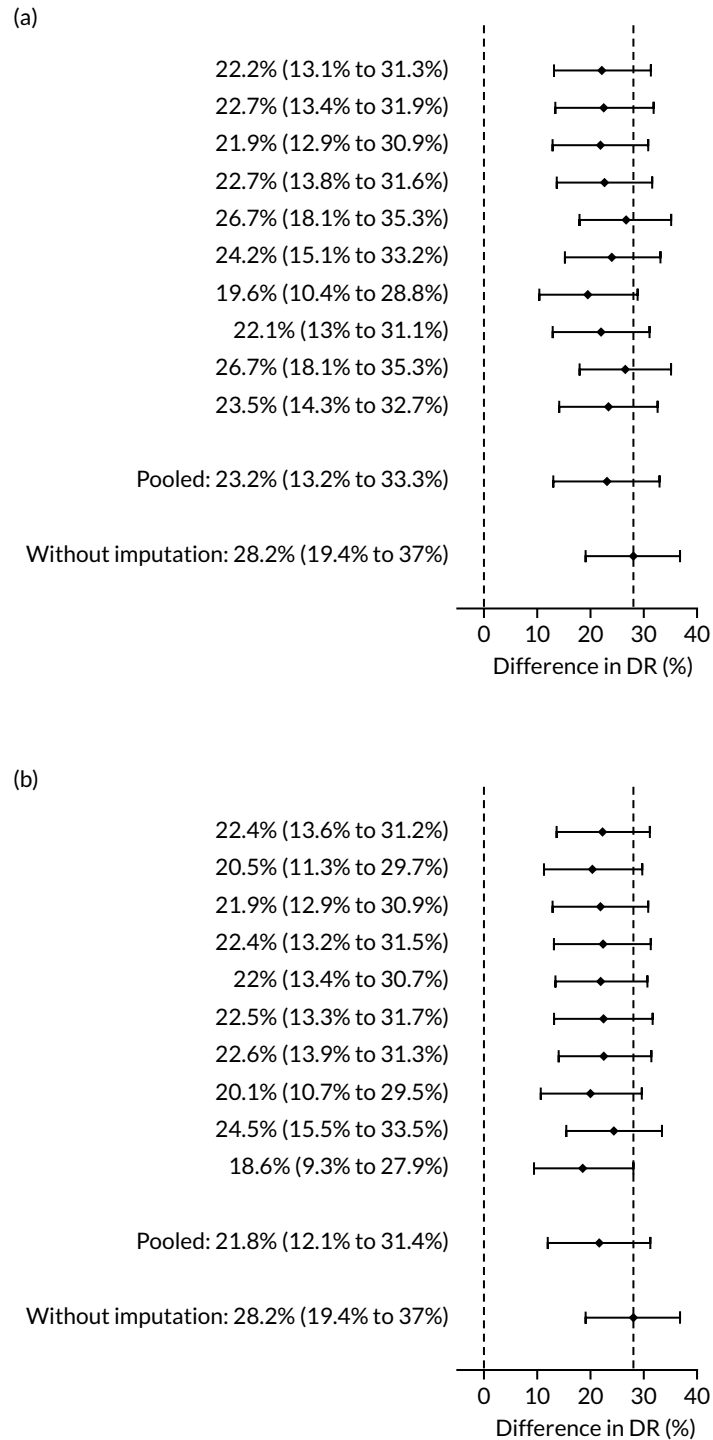 (a)
22.2% (13.1% to 31.3%)
22.7% (13.4% to 31.9%)
21.9% (12.9% to 30.9%)
22.7% (13.8% to 31.6%)
26.7% (18.1% to 35.3%)
24.2% (15.1% to 33.2%)
19.6% (10.4% to 28.8%)
22.1% (13% to 31.1%)
26.7% (18.1% to 35.3%)
23.5% (14.3% to 32.7%)
Pooled: 23.2% (13.2% to 33.3%)
Without imputation: 28.2% (19.4% to 37%)
0 10 20 30 40
Difference in DR (%)
(b)
22.4% (13.6% to 31.2%)
20.5% (11.3% to 29.7%)
21.9% (12.9% to 30.9%)
22.4% (13.2% to 31.5%)
22% (13.4% to 30.7%)
22.5% (13.3% to 31.7%)
22.6% (13.9% to 31.3%)
20.1% (10.7% to 29.5%)
24.5% (15.5% to 33.5%)
18.6% (9.3% to 27.9%)
Pooled: 21.8% (12.1% to 31.4%)
Without imputation: 28.2% (19.4% to 37%)
0 10 20 30 40
Difference in DR (%)